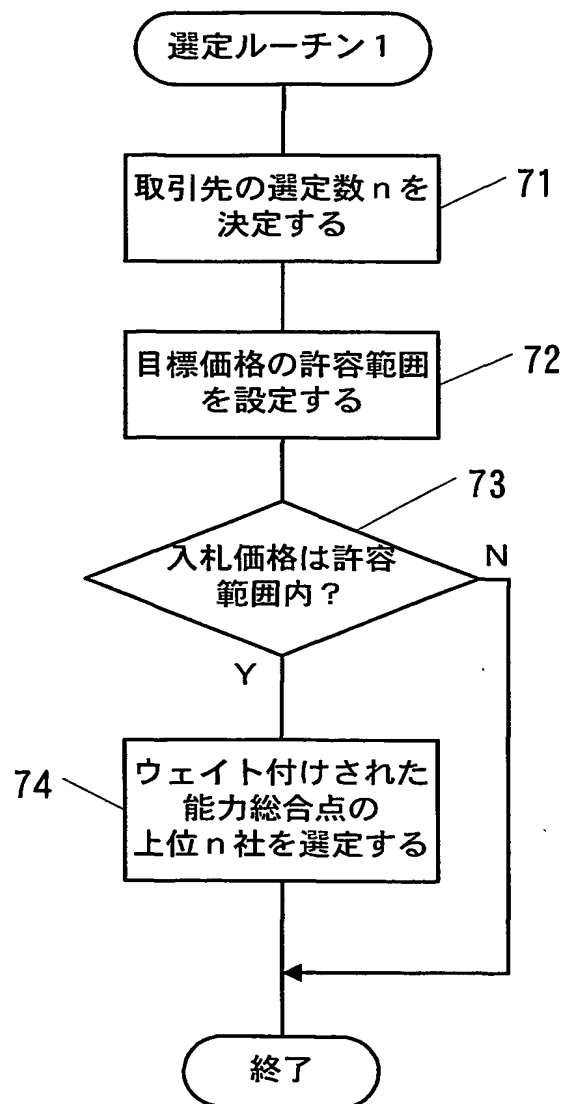 選定ルーチン1
取引先の選定数nを
決定する
71
目標価格の許容範囲
を設定する
72
73
入札価格は許容
範囲内?
N
Y
74
ウェイト付けされた
能力総合点の
上位n社を選定する
終了